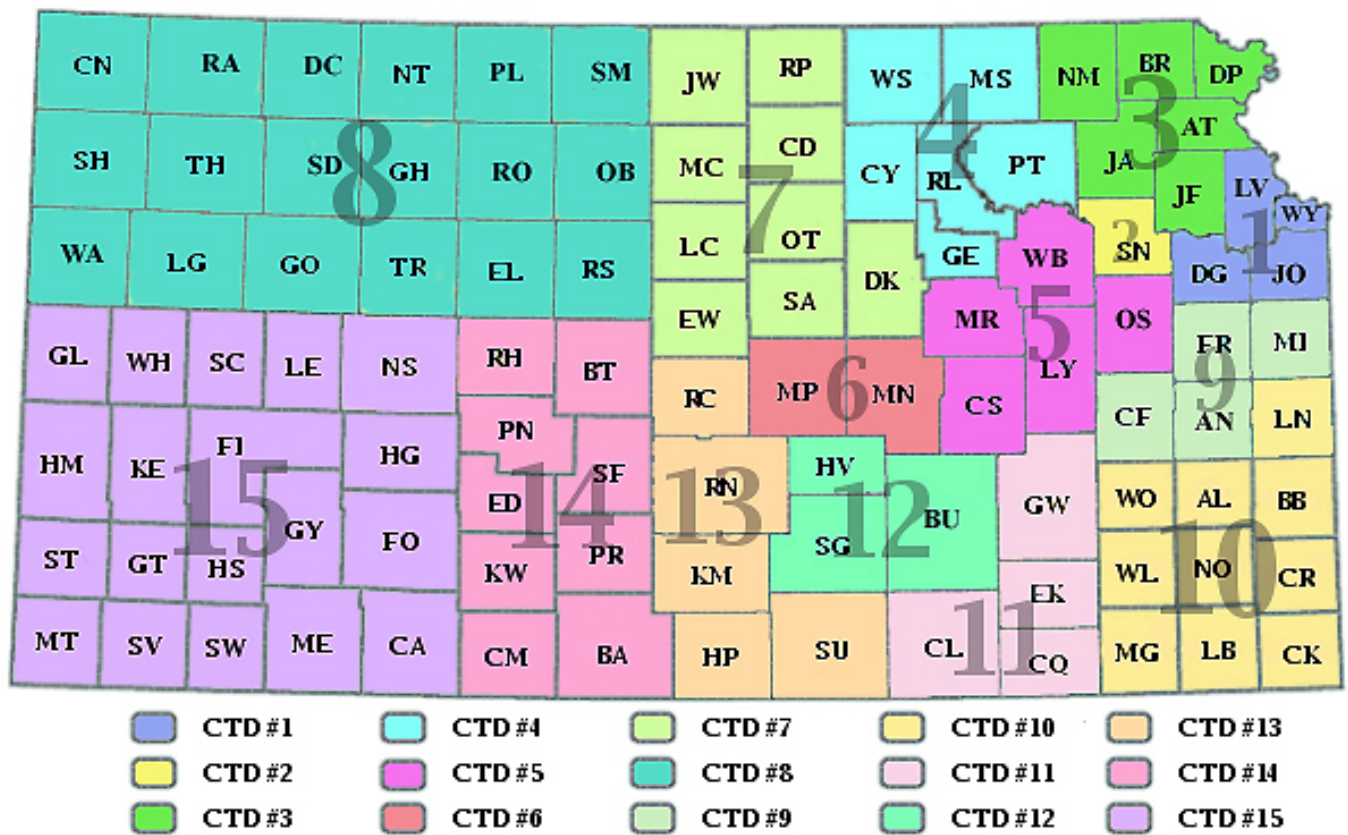 CN RA DC NT PL SM JW RP WS MS NM BR DP
SH TH SD GH RO OB MC CD CY RL PT JA AT JF LV WY
8 7 4 3
WA LG GO TR EL RS LC OT DK GE WB SN DG JO
2 1
EW SA MR OS
GL WH SC LE NS RH BT RC MP MN CS LY FR MI
6 5 9
HM KE FI HG PN SF RN HV CF AN LN
15 14 13 12
ED GY FO SG BU GW WO AL BB
ST GT HS KW PR KM EK WL NO CR
10
MT SV SW ME CA CM BA HP SU CL CQ MG LB CK
11
CTD #1 CTD #4 CTD #7 CTD #10 CTD #13
CTD #2 CTD #5 CTD #8 CTD #11 CTD #14
CTD #3 CTD #6 CTD #9 CTD #12 CTD #15